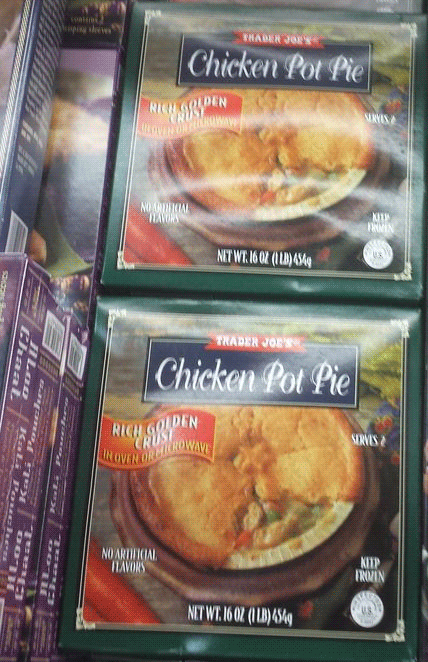 CONTAINS 2
TRADER JOE'S
Chicken Pot Pie
RICH GOLDEN
CRUST
IN OVEN OR MICROWAVE
SERVES 2
NO ARTIFICIAL
FLAVORS
KEEP
FROZEN
NET WT. 16 OZ (1 LB) 454g
U.S.
TRADER JOE'S
Chicken Pot Pie
RICH GOLDEN
CRUST
IN OVEN OR MICROWAVE
SERVES 2
NO ARTIFICIAL
FLAVORS
KEEP
FROZEN
NET WT. 16 OZ (1 LB) 454g
U.S.